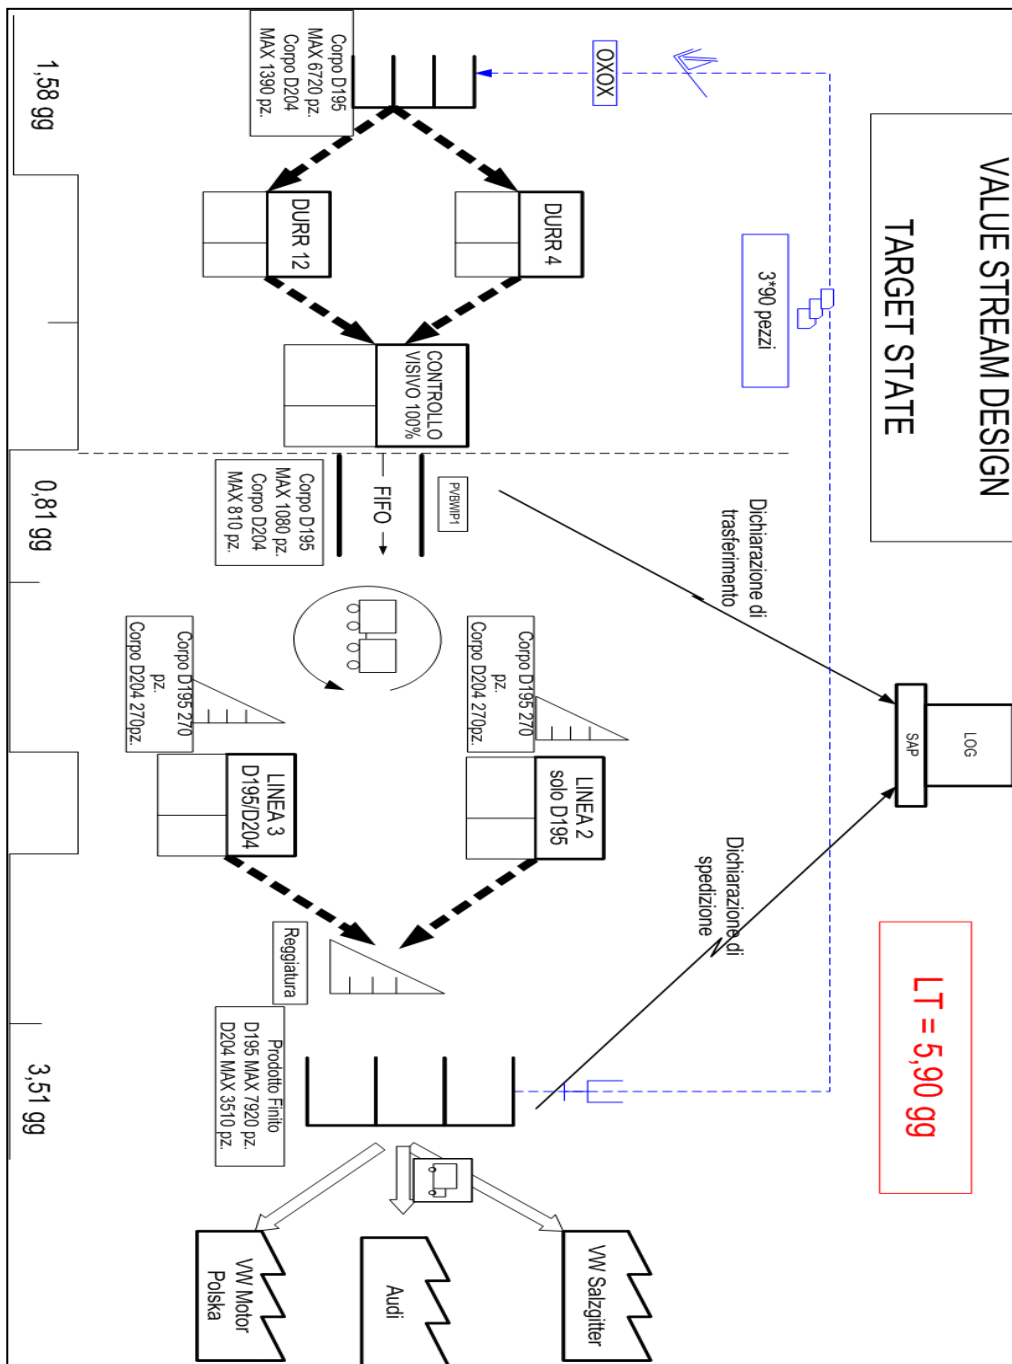 VALUE STREAM DESIGN
TARGET STATE
LT = 5,90 gg
LOG
SAP
OXOX
3*90 pezzi
Dichiarazione di
trasferimento
Dichiarazione di
spedizione
Corpo D195
MAX 6720 pz.
Corpo D204
MAX 1390 pz.
DURR 4
DURR 12
CONTROLLO
VISIVO 100%
PVBWIP1
FIFO
Corpo D195
MAX 1080 pz.
Corpo D204
MAX 810 pz.
Corpo D195 270
pz.
Corpo D204 270pz.
Corpo D195 270
pz.
Corpo D204 270pz.
LINEA 2
solo D195
LINEA 3
D195/D204
Reggiatura
Prodotto Finito
D195 MAX 7920 pz.
D204 MAX 3510 pz.
VW Salzgitter
Audi
VW Motor
Polska
1,58 gg
0,81 gg
3,51 gg